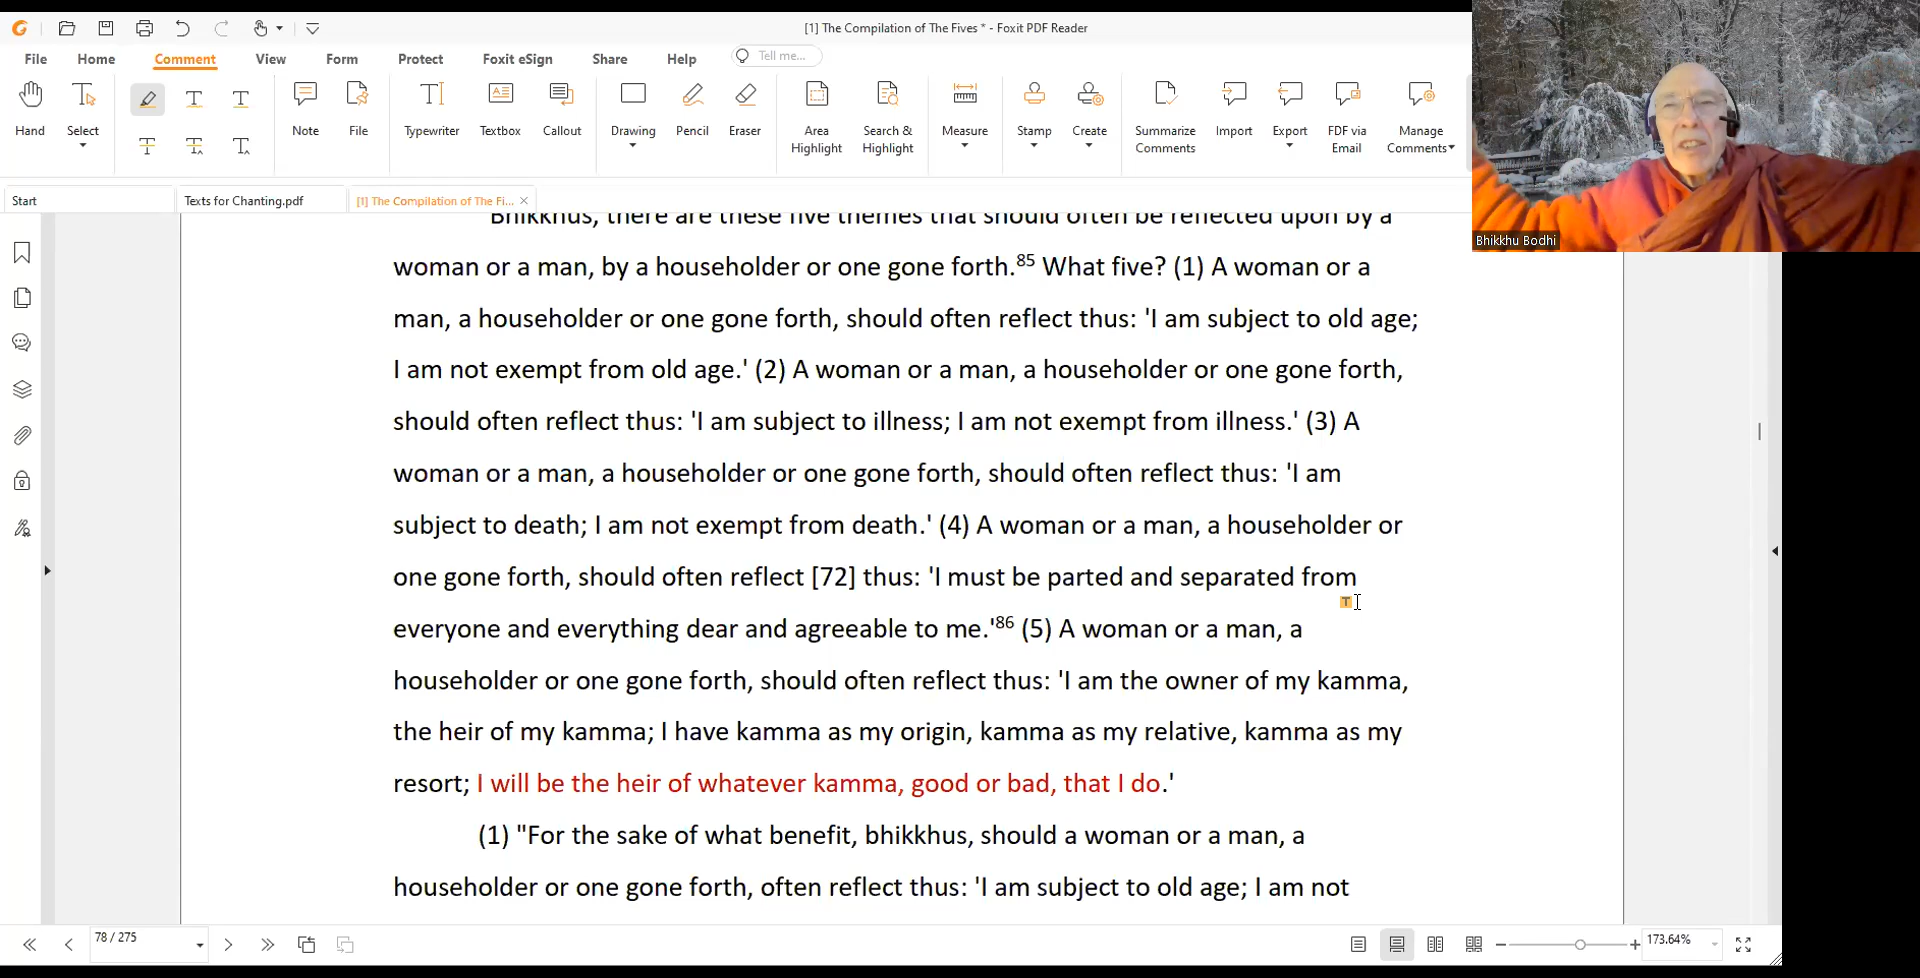 [1] The Compilation of The Fives * - Foxit PDF Reader
File Home Comment View Form Protect Foxit eSign Share Help Tell me...
Hand Select Note File Typewriter Textbox Callout Drawing Pencil Eraser Area Highlight Search & Highlight Measure Stamp Create Summarize Comments Import Export FDF via Email Manage Comments
Bhikkhu Bodhi
Start Texts for Chanting.pdf [1] The Compilation of The Fi...
Bhikkhus, there are these five themes that should often be reflected upon by a
woman or a man, by a householder or one gone forth.85 What five? (1) A woman or a
man, a householder or one gone forth, should often reflect thus: 'I am subject to old age;
I am not exempt from old age.' (2) A woman or a man, a householder or one gone forth,
should often reflect thus: 'I am subject to illness; I am not exempt from illness.' (3) A
woman or a man, a householder or one gone forth, should often reflect thus: 'I am
subject to death; I am not exempt from death.' (4) A woman or a man, a householder or
one gone forth, should often reflect [72] thus: 'I must be parted and separated from
everyone and everything dear and agreeable to me.'86 (5) A woman or a man, a
householder or one gone forth, should often reflect thus: 'I am the owner of my kamma,
the heir of my kamma; I have kamma as my origin, kamma as my relative, kamma as my
resort; I will be the heir of whatever kamma, good or bad, that I do.'
(1) "For the sake of what benefit, bhikkhus, should a woman or a man, a
householder or one gone forth, often reflect thus: 'I am subject to old age; I am not
78 / 275
173.64%